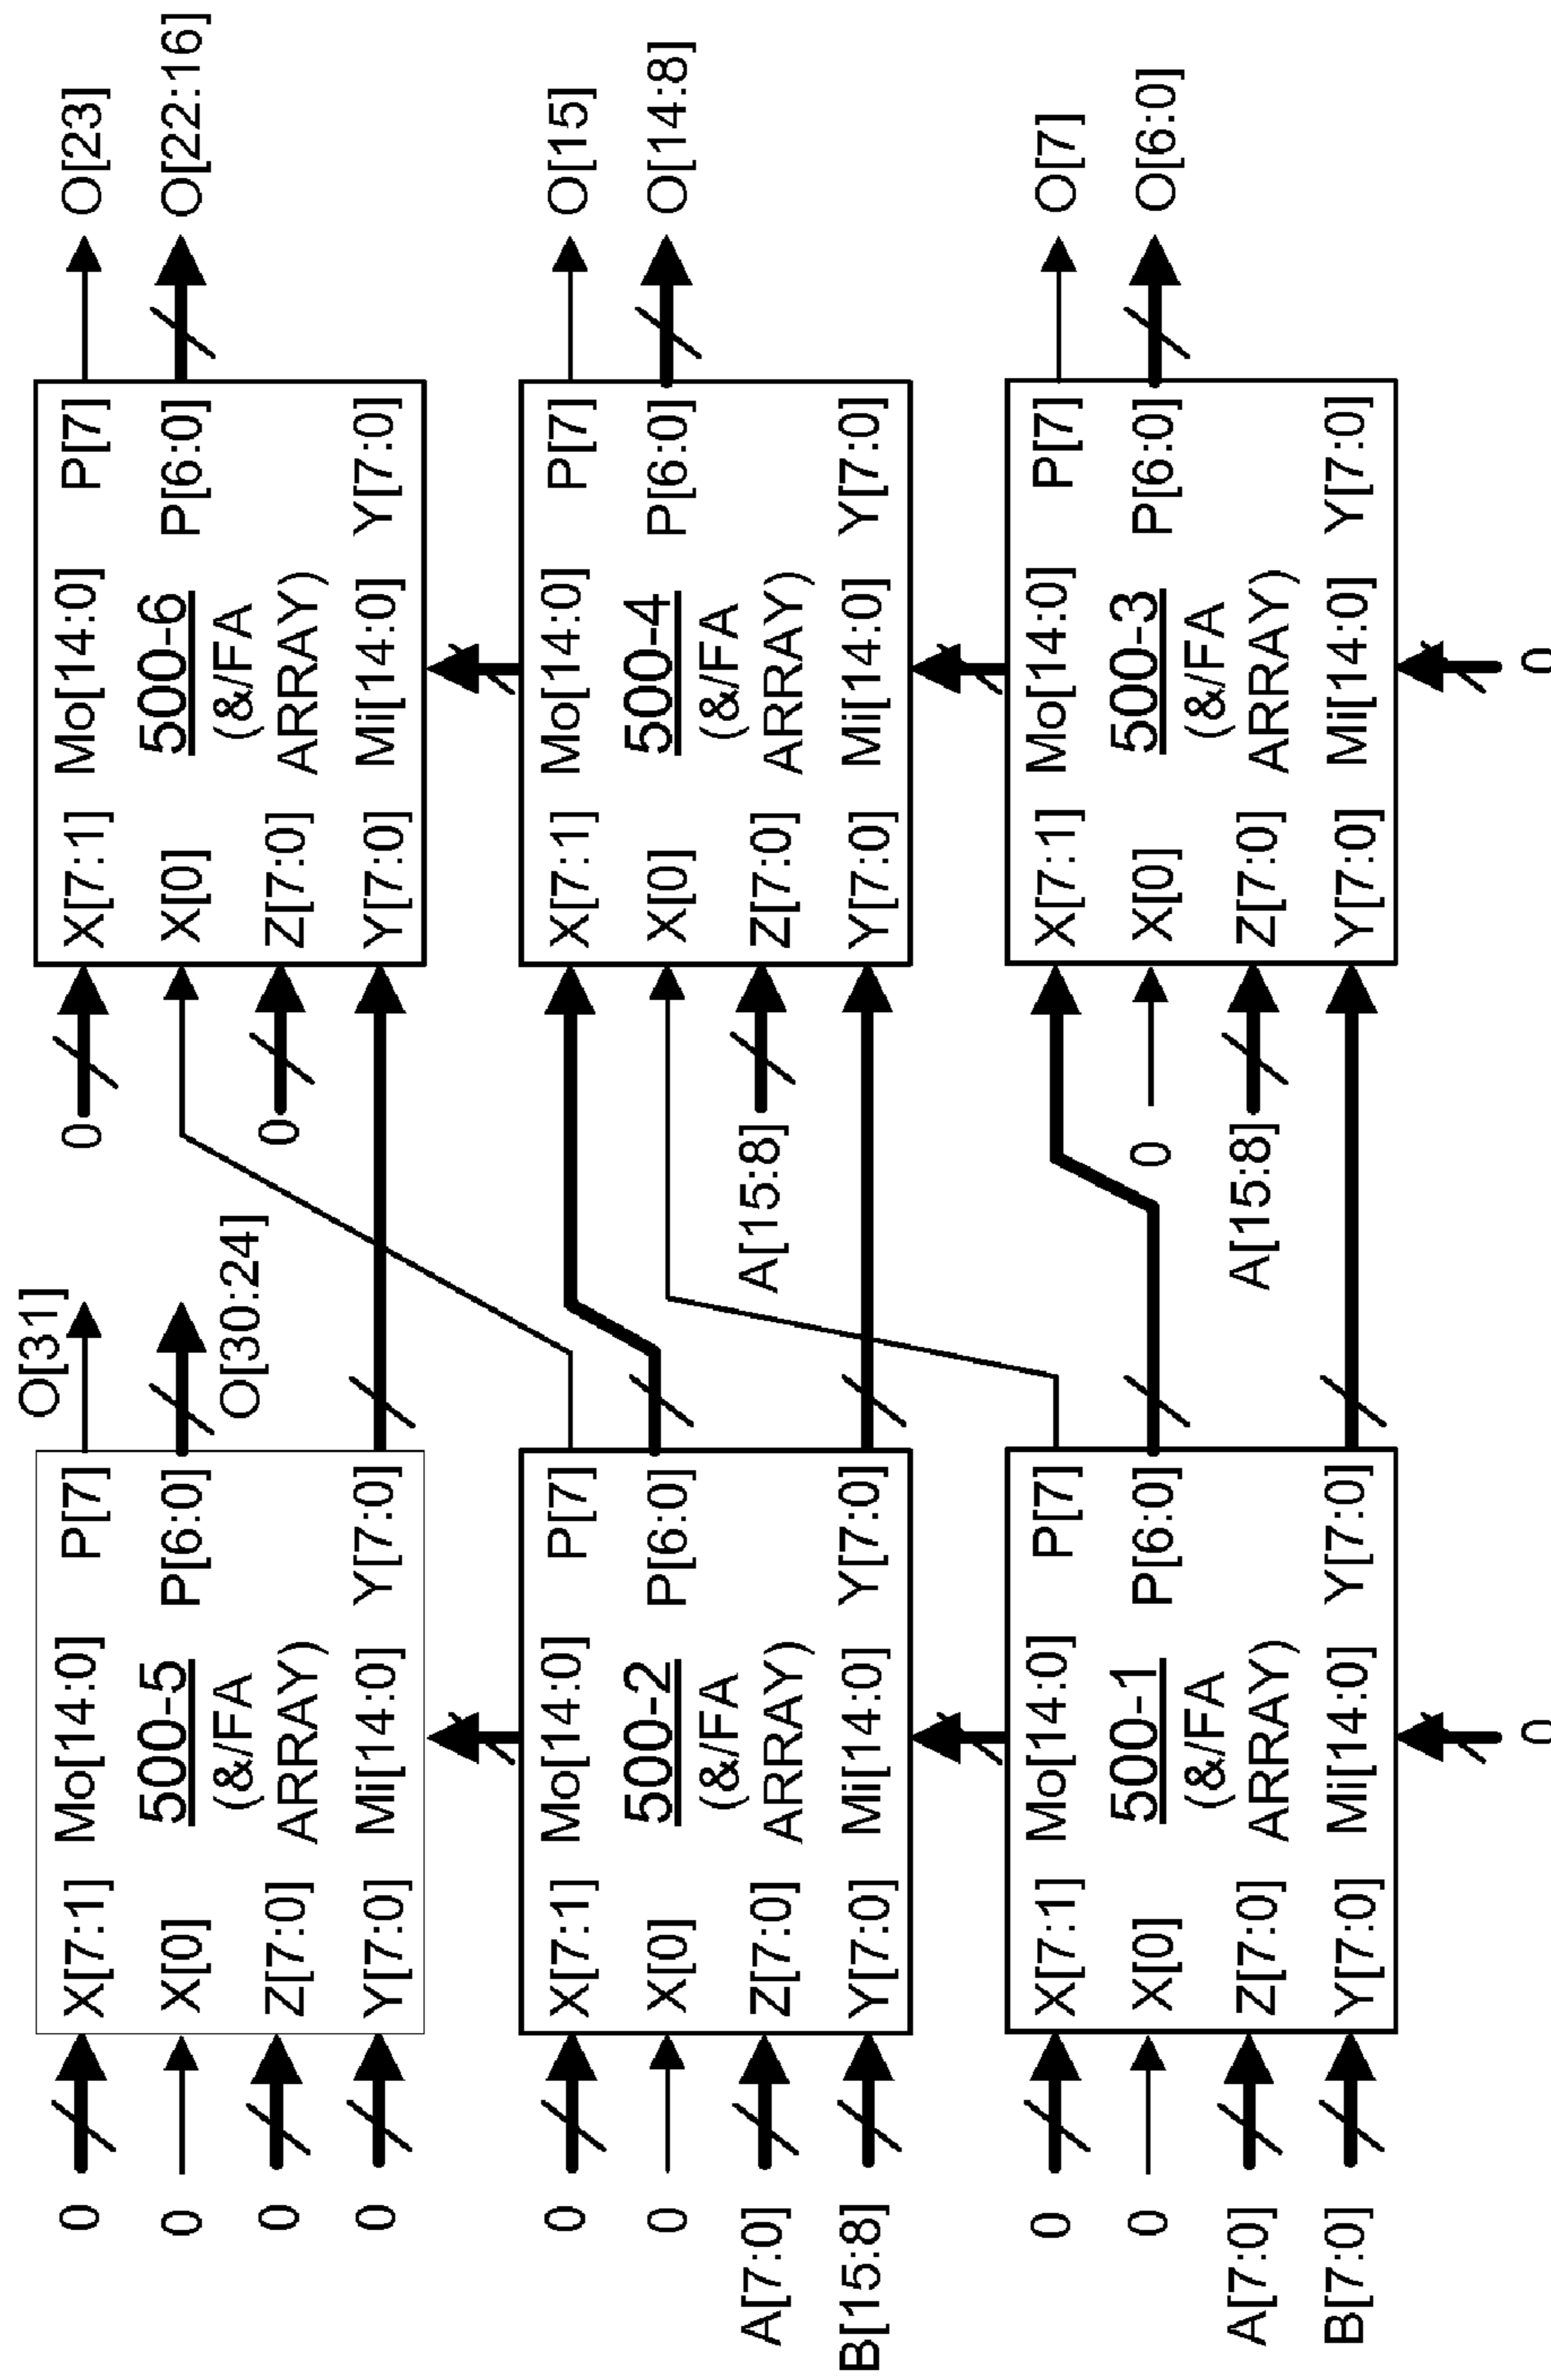 O[23]
O[22:16]
X[7:1] Mo[14:0] P[7]
X[0] 500-6 P[6:0]
(&/FA
Z[7:0] ARRAY)
Y[7:0] Mi[14:0] Y[7:0]
0
0
O[15]
O[14:8]
X[7:1] Mo[14:0] P[7]
X[0] 500-4 P[6:0]
(&/FA
Z[7:0] ARRAY)
Y[7:0] Mi[14:0] Y[7:0]
A[15:8]
O[7]
O[6:0]
X[7:1] Mo[14:0] P[7]
X[0] 500-3 P[6:0]
(&/FA
Z[7:0] ARRAY)
Y[7:0] Mi[14:0] Y[7:0]
0
A[15:8]
0
O[31]
O[30:24]
X[7:1] Mo[14:0] P[7]
X[0] 500-5 P[6:0]
(&/FA
Z[7:0] ARRAY)
Y[7:0] Mi[14:0] Y[7:0]
0
0
0
0
X[7:1] Mo[14:0] P[7]
X[0] 500-2 P[6:0]
(&/FA
Z[7:0] ARRAY)
Y[7:0] Mi[14:0] Y[7:0]
0
0
A[7:0]
B[15:8]
X[7:1] Mo[14:0] P[7]
X[0] 500-1 P[6:0]
(&/FA
Z[7:0] ARRAY)
Y[7:0] Mi[14:0] Y[7:0]
0
0
A[7:0]
B[7:0]
0